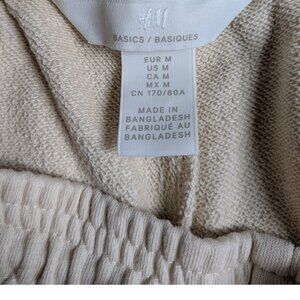 H&M
BASICS / BASIQUES
EUR M
US M
CA M
MX M
CN 170/80A
MADE IN
BANGLADESH
FABRIQUÉ AU
BANGLADESH